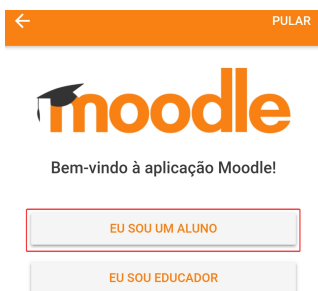 PULAR
moodle
Bem-vindo à aplicação Moodle!
EU SOU UM ALUNO
EU SOU EDUCADOR